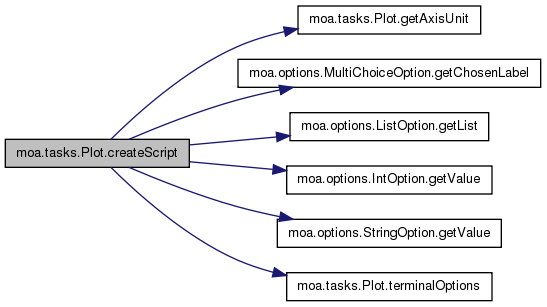 moa.tasks.Plot.getAxisUnit
moa.options.MultiChoiceOption.getChosenLabel
moa.options.ListOption.getList
moa.tasks.Plot.createScript
moa.options.IntOption.getValue
moa.options.StringOption.getValue
moa.tasks.Plot.terminalOptions